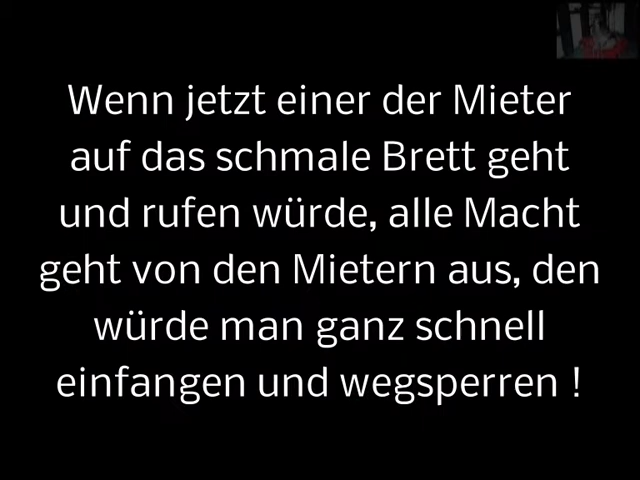 Wenn jetzt einer der Mieter
auf das schmale Brett geht
und rufen würde, alle Macht
geht von den Mietern aus, den
würde man ganz schnell
einfangen und wegsperren !